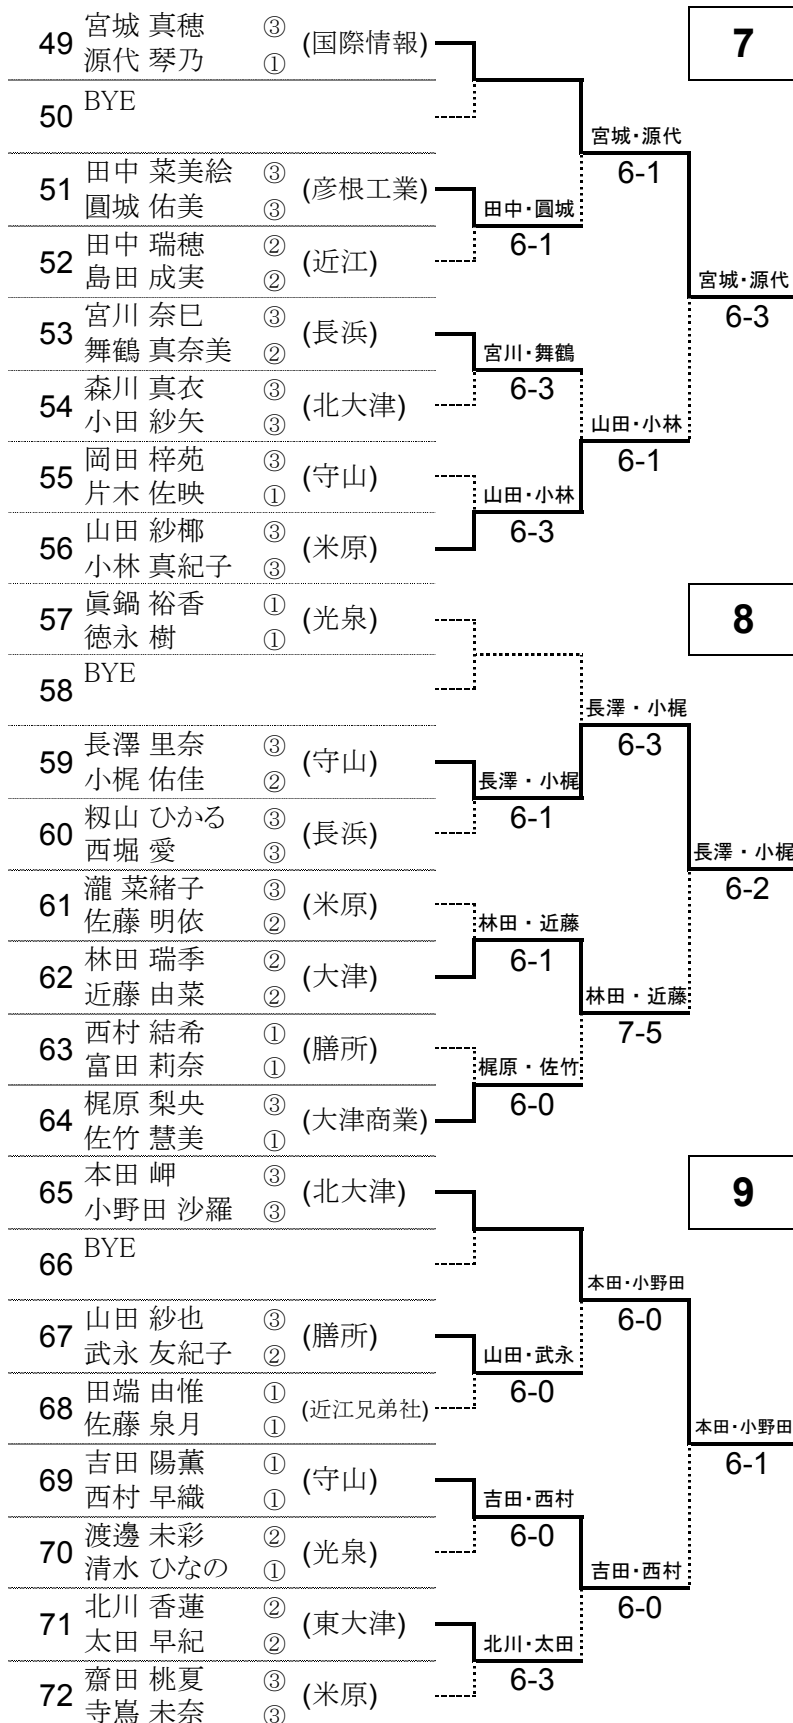 49 宮城 真穂 ③ (国際情報)
源代 琴乃 ①
7
50 BYE
宮城・源代
6-1
51 田中 菜美絵 ③ (彦根工業)
圓城 佑美 ③
田中・圓城
6-1
52 田中 瑞穂 ② (近江)
島田 成実 ②
宮城・源代
6-3
53 宮川 奈巳 ③ (長浜)
舞鶴 真奈美 ②
宮川・舞鶴
6-3
54 森川 真衣 ③ (北大津)
小田 紗矢 ③
山田・小林
6-1
55 岡田 梓苑 ③ (守山)
片木 佐映 ①
山田・小林
6-3
56 山田 紗椰 ③ (米原)
小林 真紀子 ③
57 眞鍋 裕香 ① (光泉)
徳永 樹 ①
8
58 BYE
長澤・小梶
6-3
59 長澤 里奈 ③ (守山)
小梶 佑佳 ②
長澤・小梶
6-1
60 籾山 ひかる ③ (長浜)
西堀 愛 ③
長澤・小梶
6-2
61 瀧 菜緒子 ③ (米原)
佐藤 明依 ②
林田・近藤
6-1
62 林田 瑞季 ② (大津)
近藤 由菜 ②
林田・近藤
7-5
63 西村 結希 ① (膳所)
富田 莉奈 ①
梶原・佐竹
6-0
64 梶原 梨央 ③ (大津商業)
佐竹 慧美 ①
65 本田 岬 ③ (北大津)
小野田 沙羅 ③
9
66 BYE
本田・小野田
6-0
67 山田 紗也 ③ (膳所)
武永 友紀子 ②
山田・武永
6-0
68 田端 由惟 ① (近江兄弟社)
佐藤 泉月 ①
本田・小野田
6-1
69 吉田 陽薫 ① (守山)
西村 早織 ①
吉田・西村
6-0
70 渡邊 未彩 ② (光泉)
清水 ひなの ①
吉田・西村
6-0
71 北川 香蓮 ② (東大津)
太田 早紀 ②
北川・太田
6-3
72 齋田 桃夏 ③ (米原)
寺嶌 未奈 ③